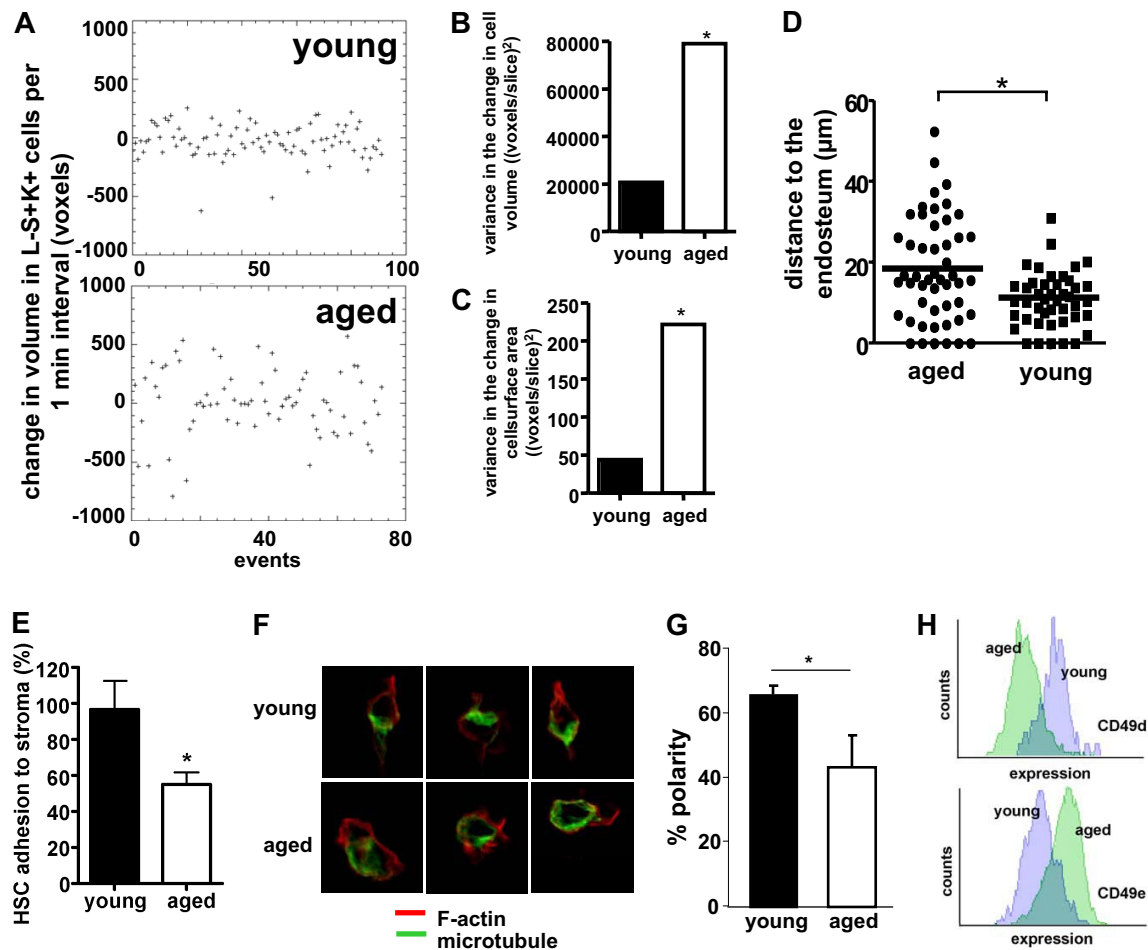 A
change in volume in L-S+K+ cells per
1 min interval (voxels)
young
1000
500
0
-500
-1000
0 50 100
aged
1000
500
0
-500
-1000
0 40 80
events
B
variance in the change in cell
volume ((voxels/slice)²)
80000
60000
40000
20000
0
*
young aged
C
variance in the change in
cellsurface area
((voxels/slice)²)
250
200
150
100
50
0
*
young aged
D
distance to the
endosteum (µm)
60
40
20
0
*
aged young
E
HSC adhesion to stroma (%)
120
100
80
60
40
20
0
*
young aged
F
young
aged
F-actin
microtubule
G
% polarity
80
60
40
20
0
*
young aged
H
counts
aged
young
CD49d
expression
counts
young
aged
CD49e
expression